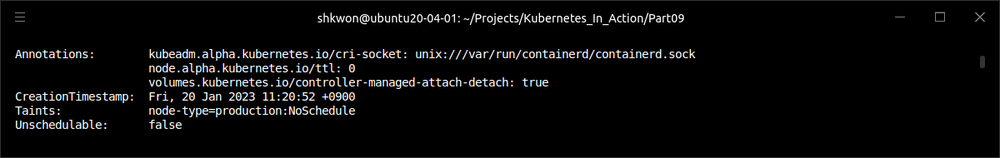 shkwon@ubuntu20-04-01: ~/Projects/Kubernetes_In_Action/Part09
Annotations:        kubeadm.alpha.kubernetes.io/cri-socket: unix:///var/run/containerd/containerd.sock
                    node.alpha.kubernetes.io/ttl: 0
                    volumes.kubernetes.io/controller-managed-attach-detach: true
CreationTimestamp:  Fri, 20 Jan 2023 11:20:52 +0900
Taints:             node-type=production:NoSchedule
Unschedulable:      false